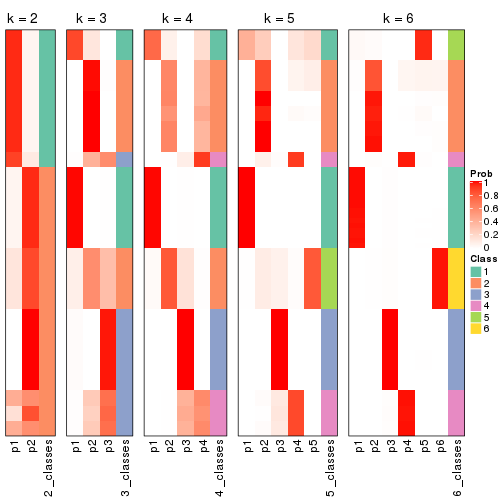 k = 2
k = 3
k = 4
k = 5
k = 6
Prob
1
0.8
0.6
0.4
0.2
0
Class
1
2
3
4
5
6
p1
p2
2_classes
p1
p2
p3
3_classes
p1
p2
p3
p4
4_classes
p1
p2
p3
p4
p5
5_classes
p1
p2
p3
p4
p5
p6
6_classes